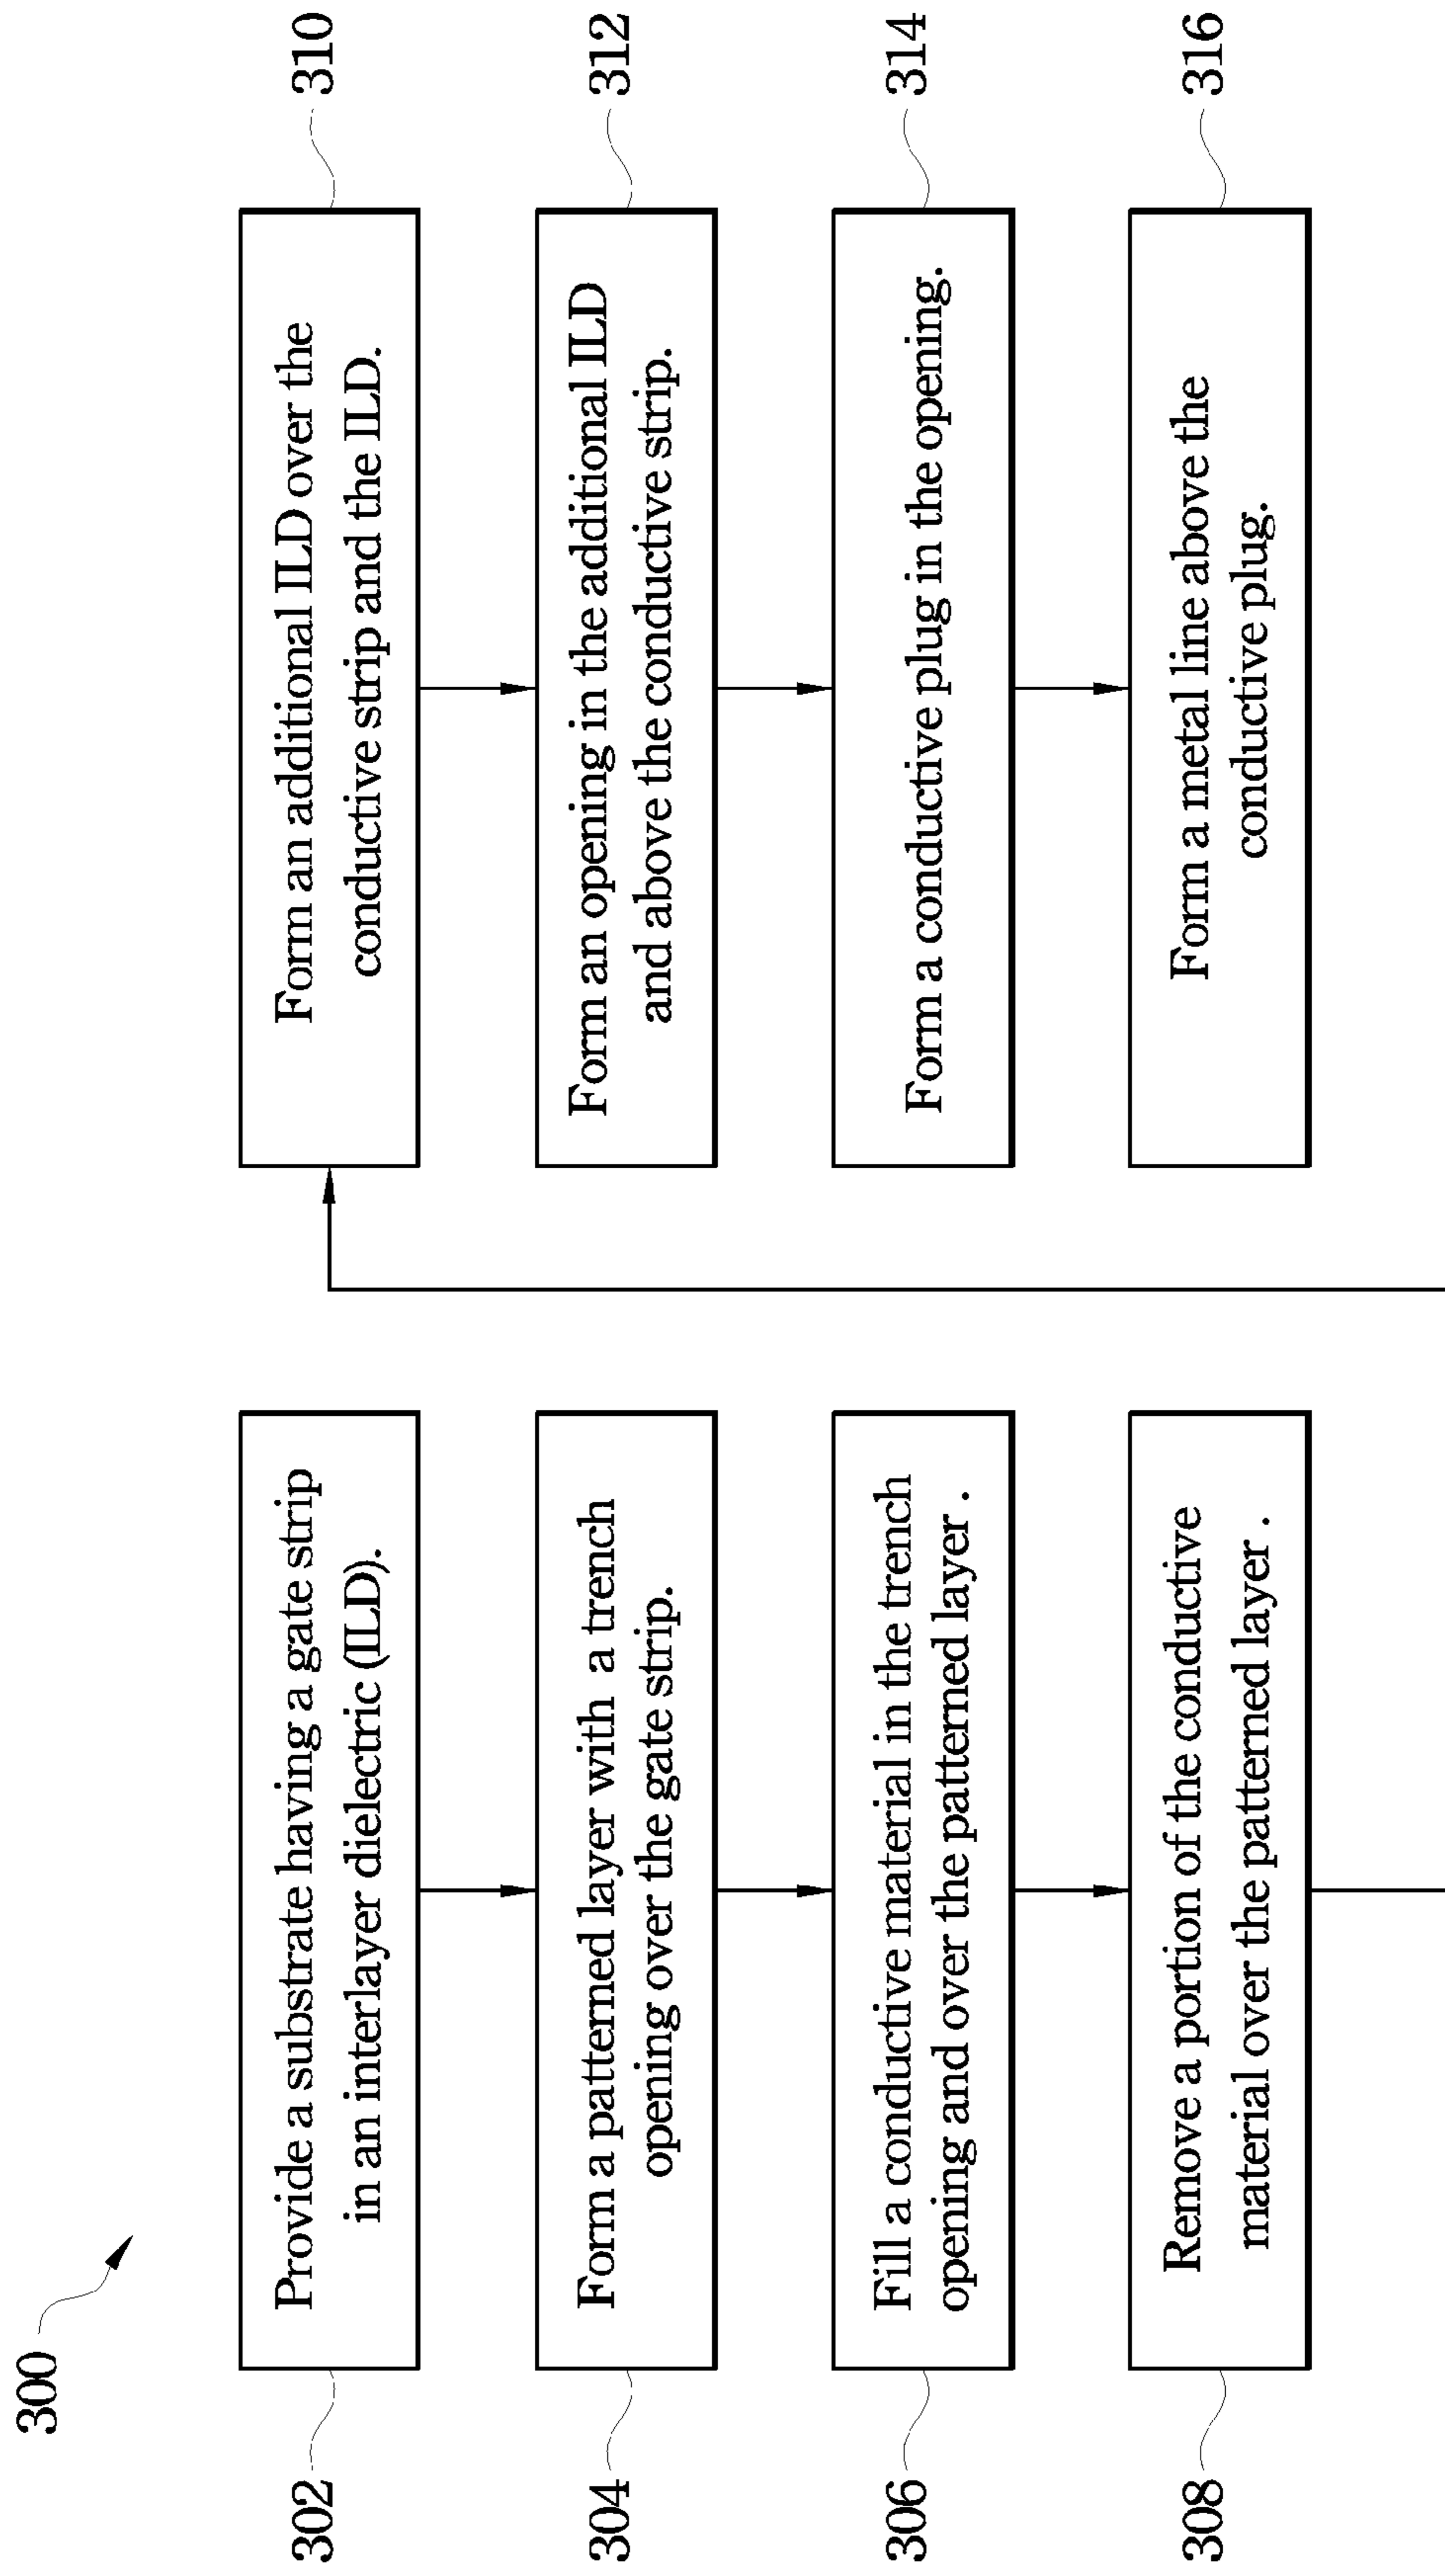 300
302
Provide a substrate having a gate strip
in an interlayer dielectric (ILD).
304
Form a patterned layer with a trench
opening over the gate strip.
306
Fill a conductive material in the trench
opening and over the patterned layer .
308
Remove a portion of the conductive
material over the patterned layer .
310
Form an additional ILD over the
conductive strip and the ILD.
312
Form an opening in the additional ILD
and above the conductive strip.
314
Form a conductive plug in the opening.
316
Form a metal line above the
conductive plug.